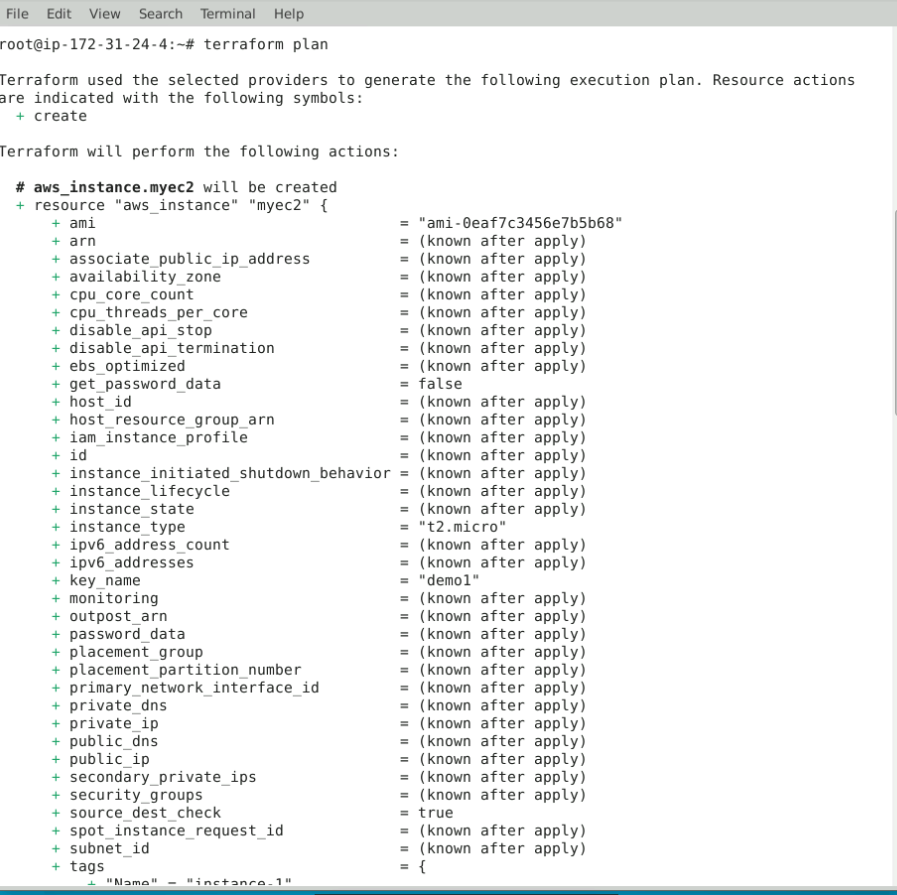 File Edit View Search Terminal Help
root@ip-172-31-24-4:~# terraform plan
Terraform used the selected providers to generate the following execution plan. Resource actions
are indicated with the following symbols:
+ create
Terraform will perform the following actions:
# aws_instance.myec2 will be created
+ resource "aws_instance" "myec2" {
+ ami = "ami-0eaf7c3456e7b5b68"
+ arn = (known after apply)
+ associate_public_ip_address = (known after apply)
+ availability_zone = (known after apply)
+ cpu_core_count = (known after apply)
+ cpu_threads_per_core = (known after apply)
+ disable_api_stop = (known after apply)
+ disable_api_termination = (known after apply)
+ ebs_optimized = (known after apply)
+ get_password_data = false
+ host_id = (known after apply)
+ host_resource_group_arn = (known after apply)
+ iam_instance_profile = (known after apply)
+ id = (known after apply)
+ instance_initiated_shutdown_behavior = (known after apply)
+ instance_lifecycle = (known after apply)
+ instance_state = (known after apply)
+ instance_type = "t2.micro"
+ ipv6_address_count = (known after apply)
+ ipv6_addresses = (known after apply)
+ key_name = "demo1"
+ monitoring = (known after apply)
+ outpost_arn = (known after apply)
+ password_data = (known after apply)
+ placement_group = (known after apply)
+ placement_partition_number = (known after apply)
+ primary_network_interface_id = (known after apply)
+ private_dns = (known after apply)
+ private_ip = (known after apply)
+ public_dns = (known after apply)
+ public_ip = (known after apply)
+ secondary_private_ips = (known after apply)
+ security_groups = (known after apply)
+ source_dest_check = true
+ spot_instance_request_id = (known after apply)
+ subnet_id = (known after apply)
+ tags = {
+ "Name" = "instance-1"